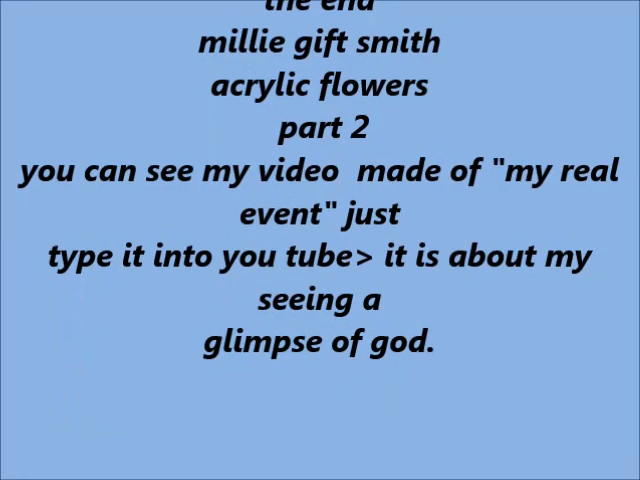 the end
millie gift smith
acrylic flowers
part 2
you can see my video  made of "my real
event" just
type it into you tube> it is about my
seeing a
glimpse of god.